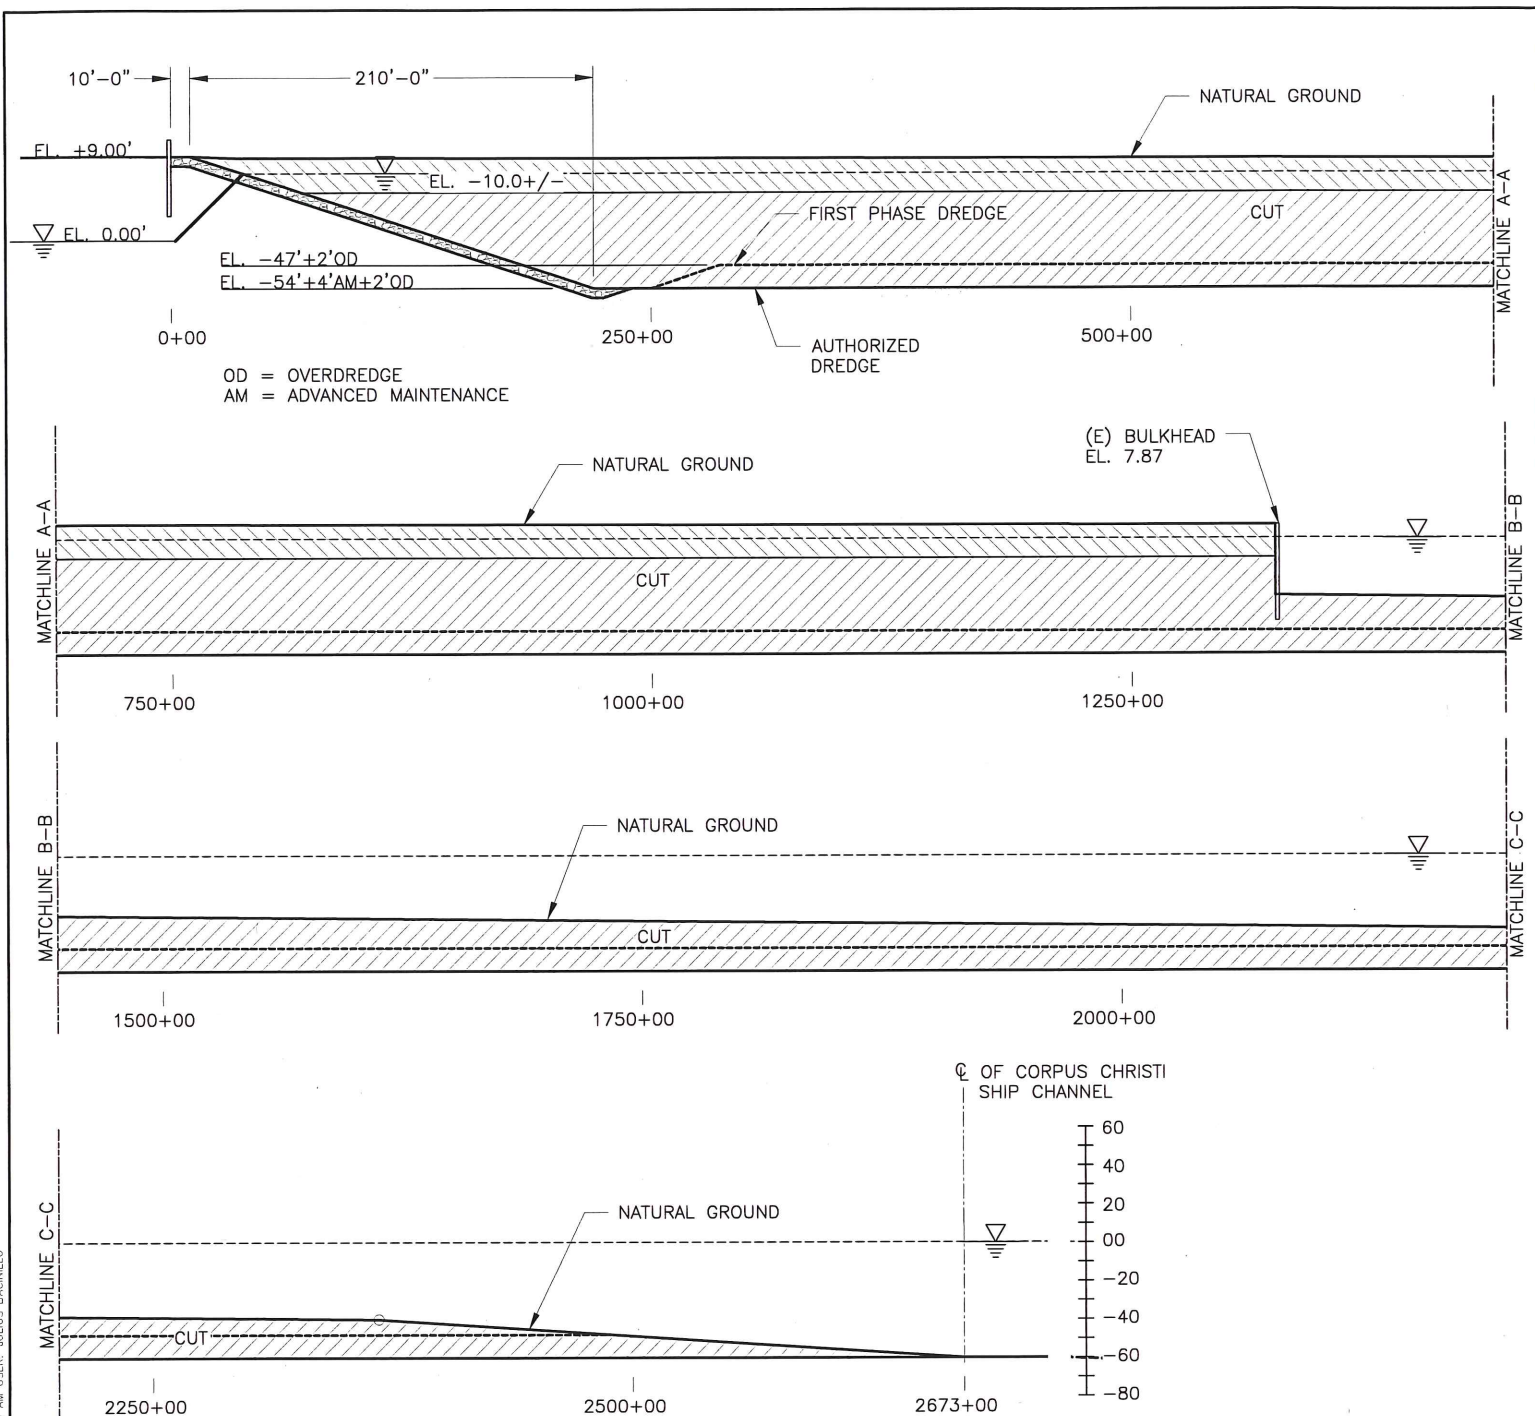 10'-0"
210'-0"
NATURAL GROUND
EL. +9.00'
EL. -10.0+/-
FIRST PHASE DREDGE
CUT
MATCHLINE A-A
EL. 0.00'
EL. -47'+2'OD
EL. -54'+4'AM+2'OD
0+00
250+00
500+00
AUTHORIZED
DREDGE
OD = OVERDREDGE
AM = ADVANCED MAINTENANCE
(E) BULKHEAD
EL. 7.87
NATURAL GROUND
MATCHLINE A-A
CUT
MATCHLINE B-B
750+00
1000+00
1250+00
MATCHLINE B-B
NATURAL GROUND
CUT
MATCHLINE C-C
1500+00
1750+00
2000+00
℄ OF CORPUS CHRISTI
SHIP CHANNEL
MATCHLINE C-C
NATURAL GROUND
CUT
60
40
20
00
-20
-40
-60
-80
2250+00
2500+00
2673+00